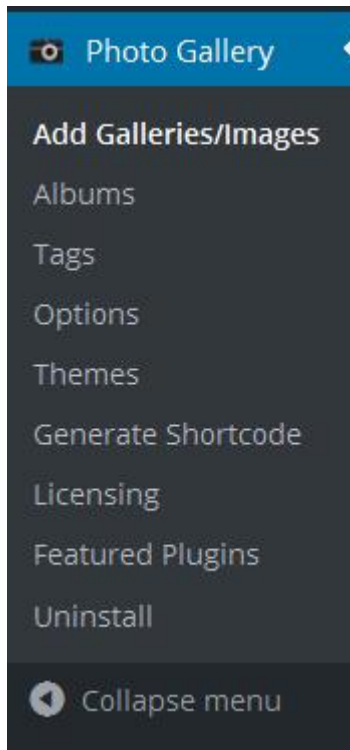 Photo Gallery
Add Galleries/Images
Albums
Tags
Options
Themes
Generate Shortcode
Licensing
Featured Plugins
Uninstall
Collapse menu